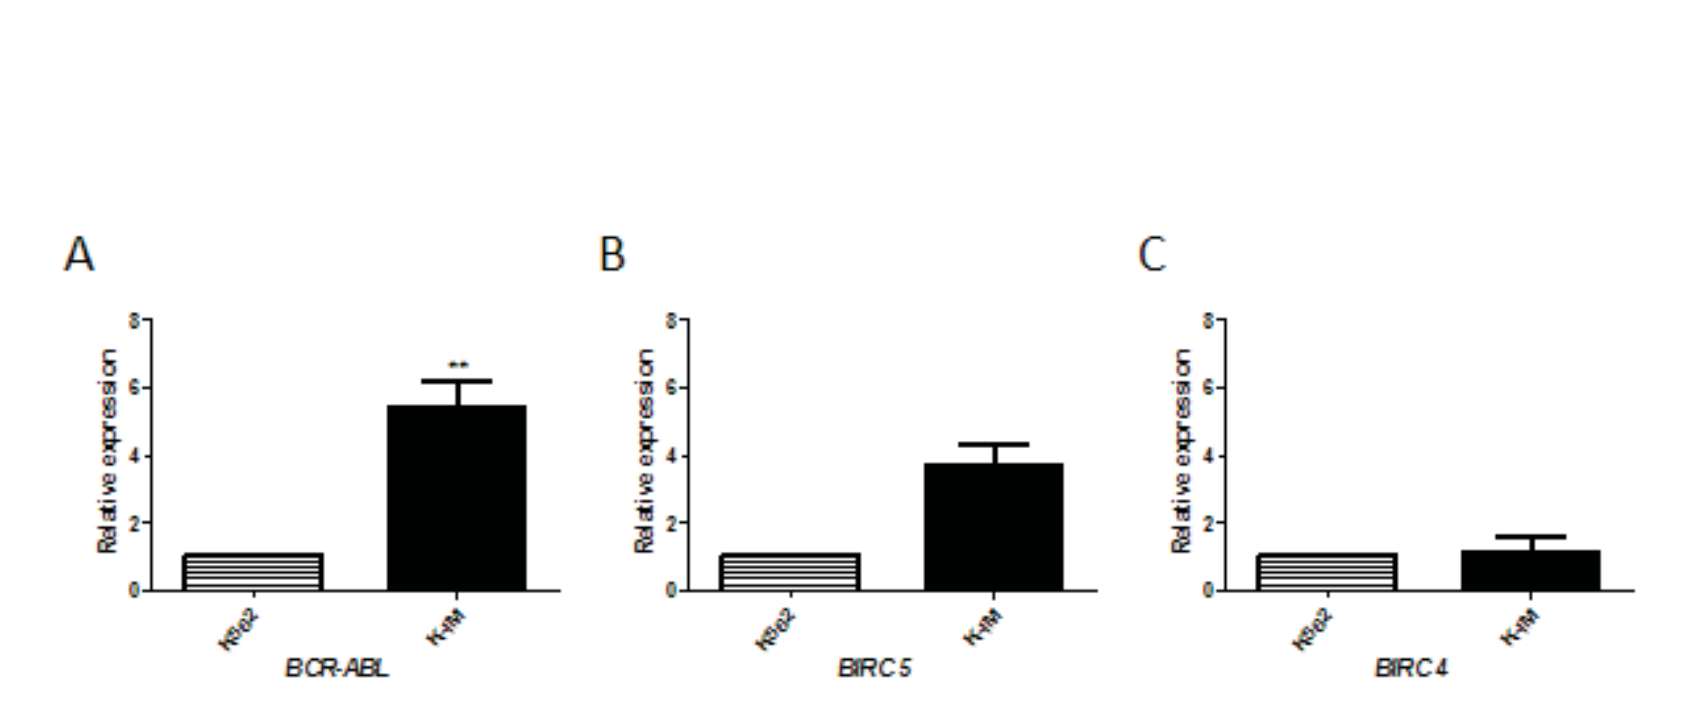 A
B
C
8
6
4
2
0
Relative expression
**
K562
K-IM
BCR-ABL
8
6
4
2
0
Relative expression
K562
K-IM
BIRC5
8
6
4
2
0
Relative expression
K562
K-IM
BIRC4